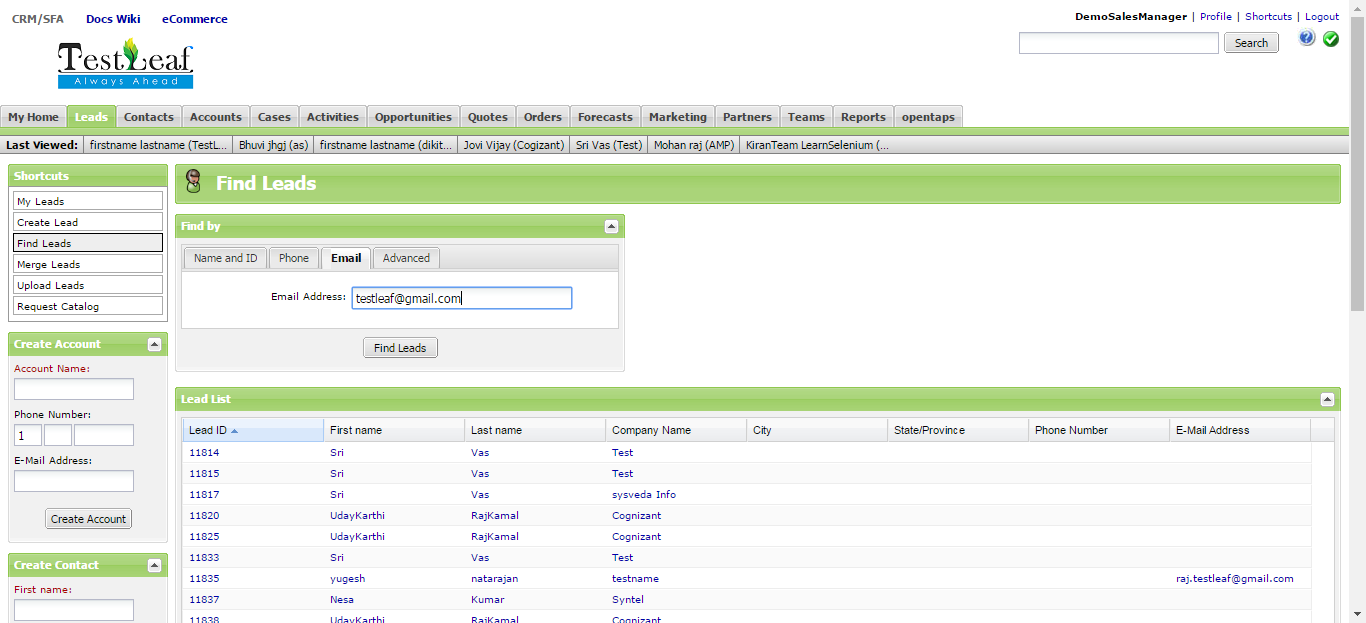 CRM/SFA Docs Wiki eCommerce
DemoSalesManager | Profile | Shortcuts | Logout
TestLeaf
Always Ahead
Search
My Home Leads Contacts Accounts Cases Activities Opportunities Quotes Orders Forecasts Marketing Partners Teams Reports opentaps
Last Viewed: firstname lastname (TestL... Bhuvi jhgj (as) firstname lastname (dikit... Jovi Vijay (Cogizant) Sri Vas (Test) Mohan raj (AMP) KiranTeam LearnSelenium (...
Shortcuts
My Leads
Create Lead
Find Leads
Merge Leads
Upload Leads
Request Catalog
Create Account
Account Name:
Phone Number:
1
E-Mail Address:
Create Account
Create Contact
First name:
Find Leads
Find by
Name and ID Phone Email Advanced
Email Address: testleaf@gmail.com
Find Leads
Lead List
Lead ID First name Last name Company Name City State/Province Phone Number E-Mail Address
11814 Sri Vas Test
11815 Sri Vas Test
11817 Sri Vas sysveda Info
11820 UdayKarthi RajKamal Cognizant
11825 UdayKarthi RajKamal Cognizant
11833 Sri Vas Test
11835 yugesh natarajan testname raj.testleaf@gmail.com
11837 Nesa Kumar Syntel
11838 UdayKarthi RajKamal Cognizant